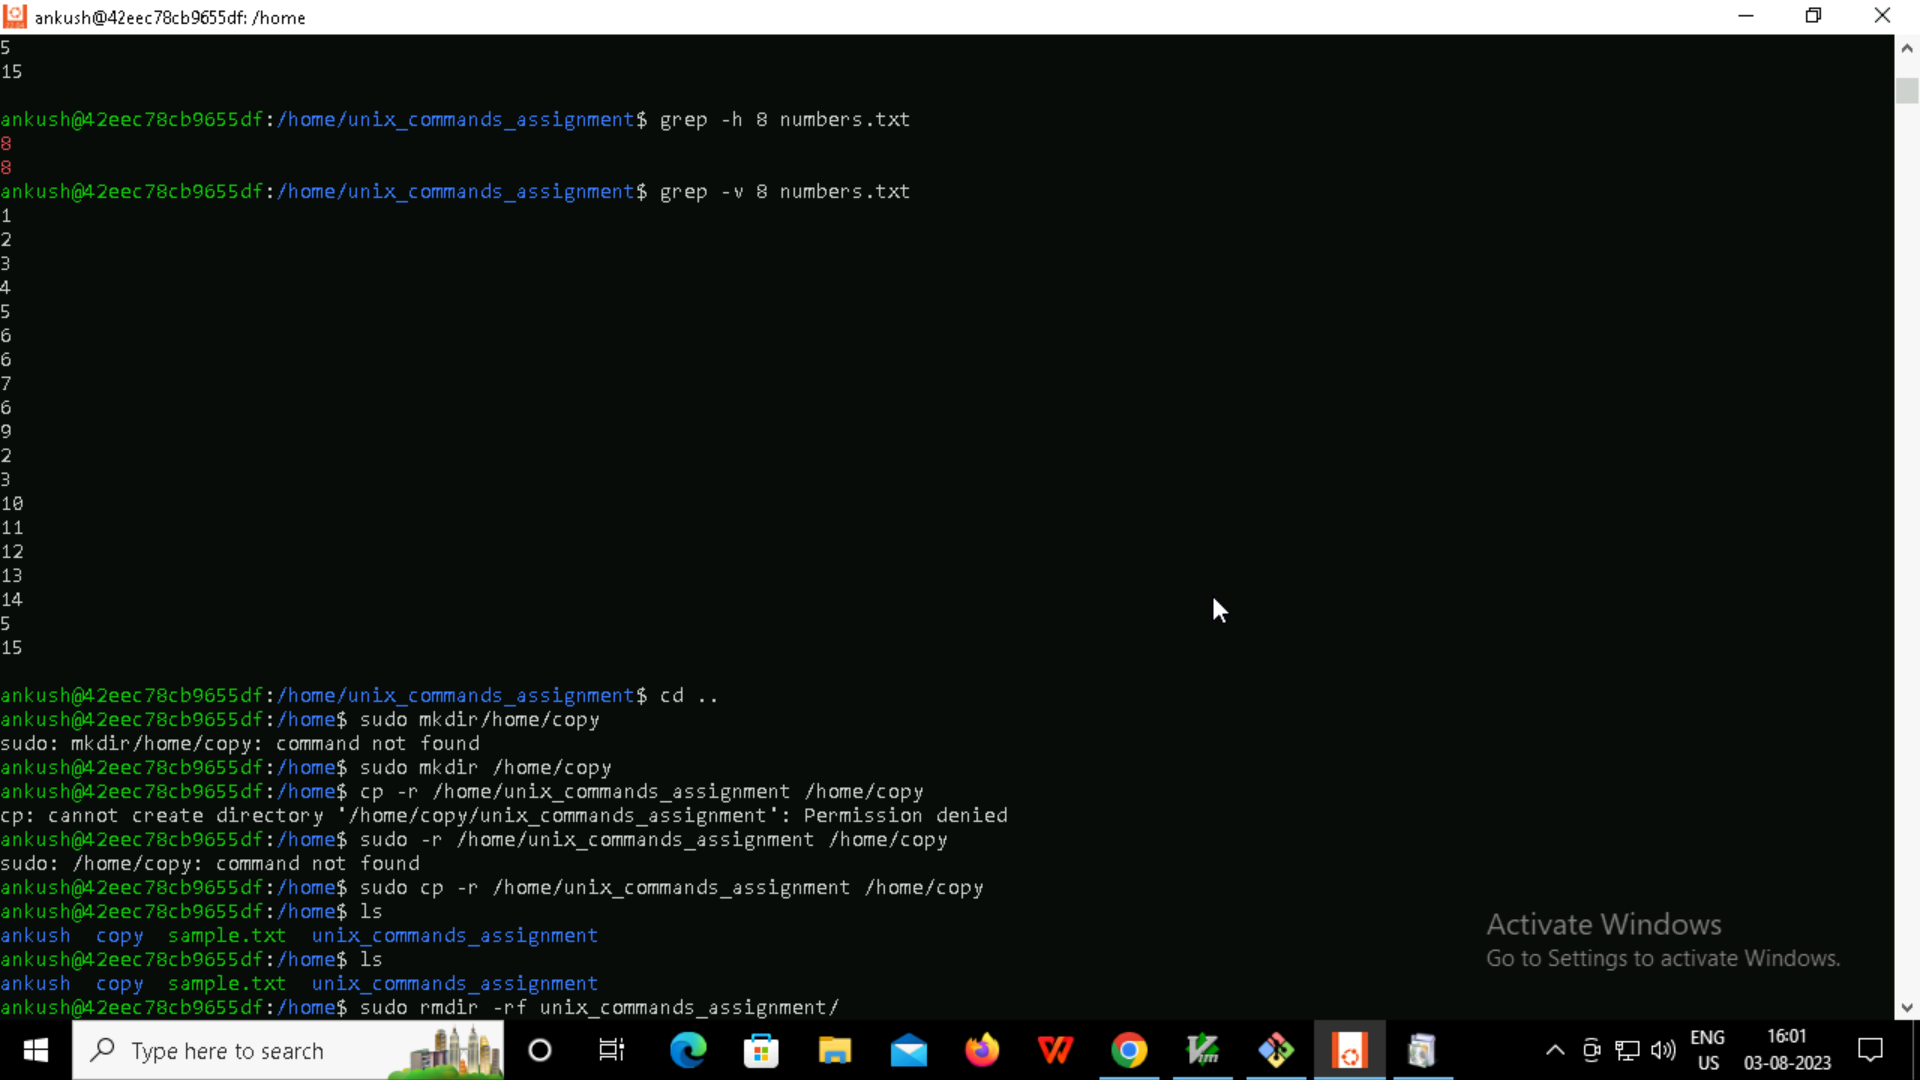 ankush@42eec78cb9655df: /home
5
15
ankush@42eec78cb9655df:/home/unix_commands_assignment$ grep -h 8 numbers.txt
8
8
ankush@42eec78cb9655df:/home/unix_commands_assignment$ grep -v 8 numbers.txt
1
2
3
4
5
6
6
7
6
9
2
3
10
11
12
13
14
5
15
ankush@42eec78cb9655df:/home/unix_commands_assignment$ cd ..
ankush@42eec78cb9655df:/home$ sudo mkdir/home/copy
sudo: mkdir/home/copy: command not found
ankush@42eec78cb9655df:/home$ sudo mkdir /home/copy
ankush@42eec78cb9655df:/home$ cp -r /home/unix_commands_assignment /home/copy
cp: cannot create directory '/home/copy/unix_commands_assignment': Permission denied
ankush@42eec78cb9655df:/home$ sudo -r /home/unix_commands_assignment /home/copy
sudo: /home/copy: command not found
ankush@42eec78cb9655df:/home$ sudo cp -r /home/unix_commands_assignment /home/copy
ankush@42eec78cb9655df:/home$ ls
ankush  copy  sample.txt  unix_commands_assignment
ankush@42eec78cb9655df:/home$ ls
ankush  copy  sample.txt  unix_commands_assignment
ankush@42eec78cb9655df:/home$ sudo rmdir -rf unix_commands_assignment/
Activate Windows
Go to Settings to activate Windows.
Type here to search
ENG
US
16:01
03-08-2023